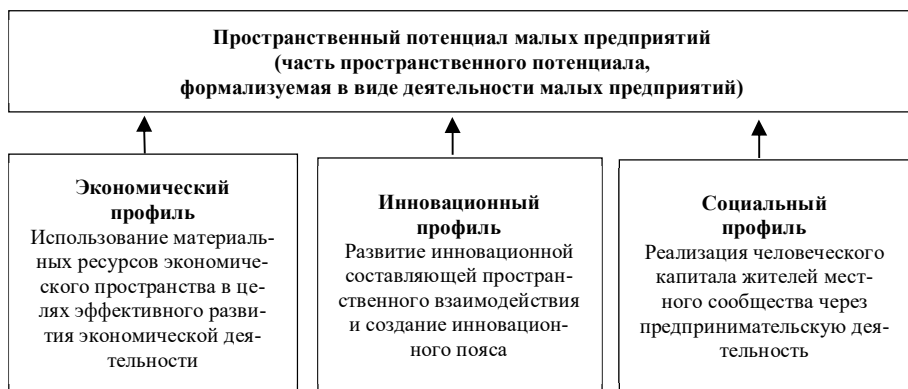 Пространственный потенциал малых предприятий
(часть пространственного потенциала,
формализуемая в виде деятельности малых предприятий)
Экономический
профиль
Использование материаль-
ных ресурсов экономиче-
ского пространства в це-
лях эффективного разви-
тия экономической дея-
тельности
Инновационный
профиль
Развитие инновационной
составляющей простран-
ственного взаимодействия
и создание инновацион-
ного пояса
Социальный
профиль
Реализация человеческого
капитала жителей мест-
ного сообщества через
предпринимательскую дея-
тельность